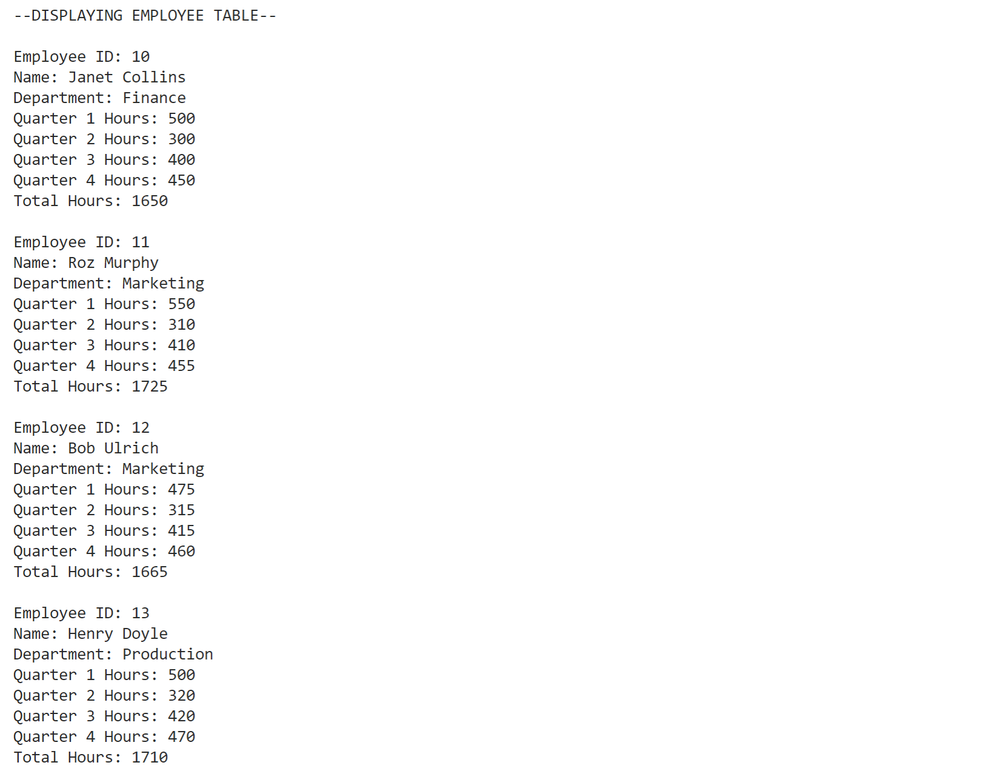 --DISPLAYING EMPLOYEE TABLE--
Employee ID: 10
Name: Janet Collins
Department: Finance
Quarter 1 Hours: 500
Quarter 2 Hours: 300
Quarter 3 Hours: 400
Quarter 4 Hours: 450
Total Hours: 1650
Employee ID: 11
Name: Roz Murphy
Department: Marketing
Quarter 1 Hours: 550
Quarter 2 Hours: 310
Quarter 3 Hours: 410
Quarter 4 Hours: 455
Total Hours: 1725
Employee ID: 12
Name: Bob Ulrich
Department: Marketing
Quarter 1 Hours: 475
Quarter 2 Hours: 315
Quarter 3 Hours: 415
Quarter 4 Hours: 460
Total Hours: 1665
Employee ID: 13
Name: Henry Doyle
Department: Production
Quarter 1 Hours: 500
Quarter 2 Hours: 320
Quarter 3 Hours: 420
Quarter 4 Hours: 470
Total Hours: 1710